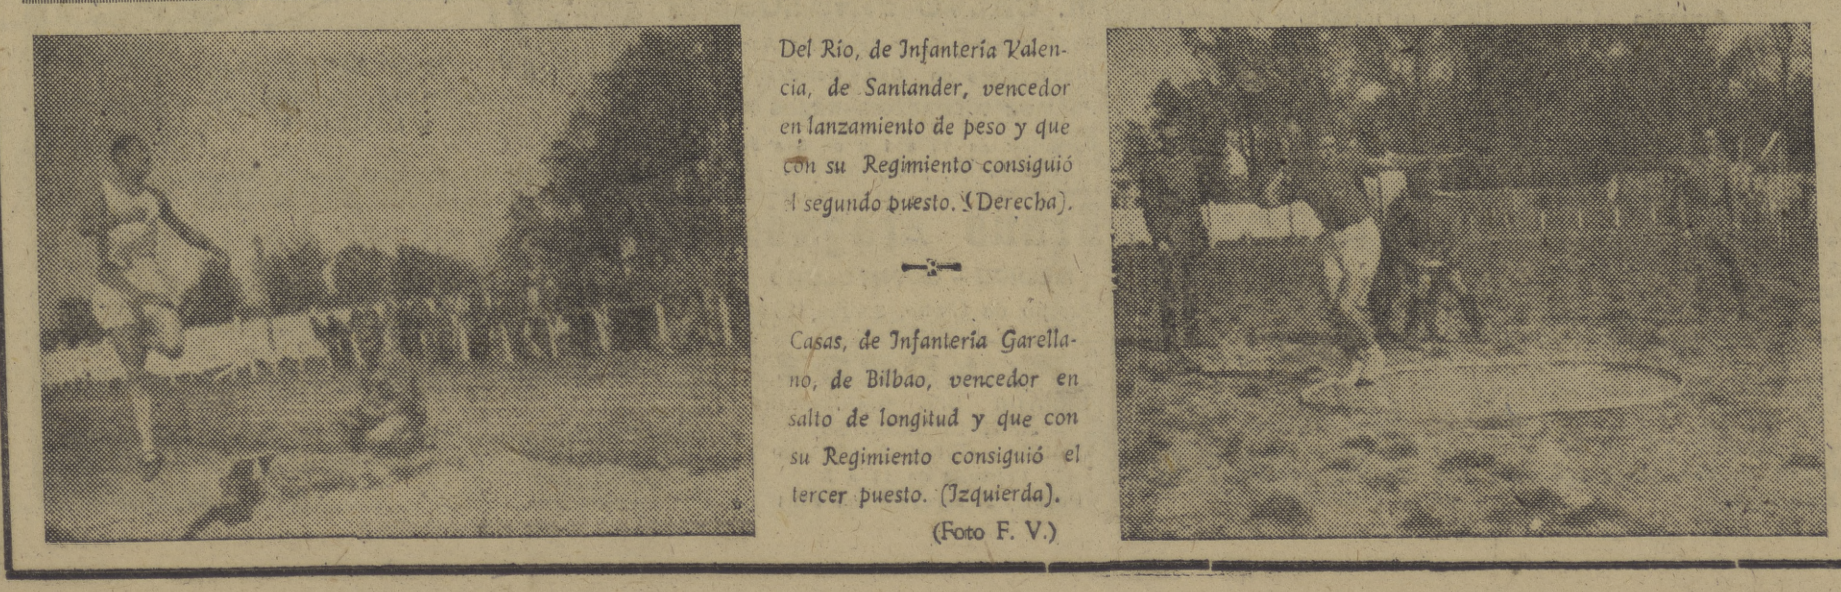 Del Río, de Infantería Valen-
cia, de Santander, vencedor
en lanzamiento de peso y que
con su Regimiento consiguió
el segundo puesto. (Derecha).
Casas, de Infantería Garella-
no, de Bilbao, vencedor en
salto de longitud y que con
su Regimiento consiguió el
tercer puesto. (Izquierda).
(Foto F. V.)